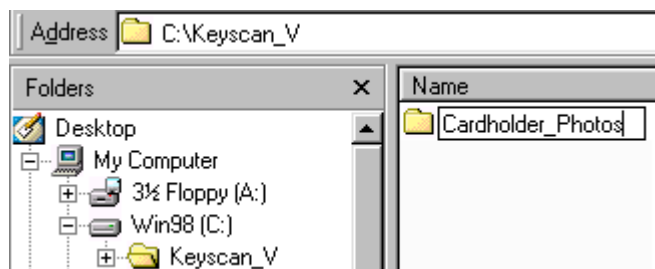 Address C:\Keyscan_V
Folders
Name
Desktop
My Computer
3½ Floppy (A:)
Win98 (C:)
Keyscan_V
Cardholder_Photos